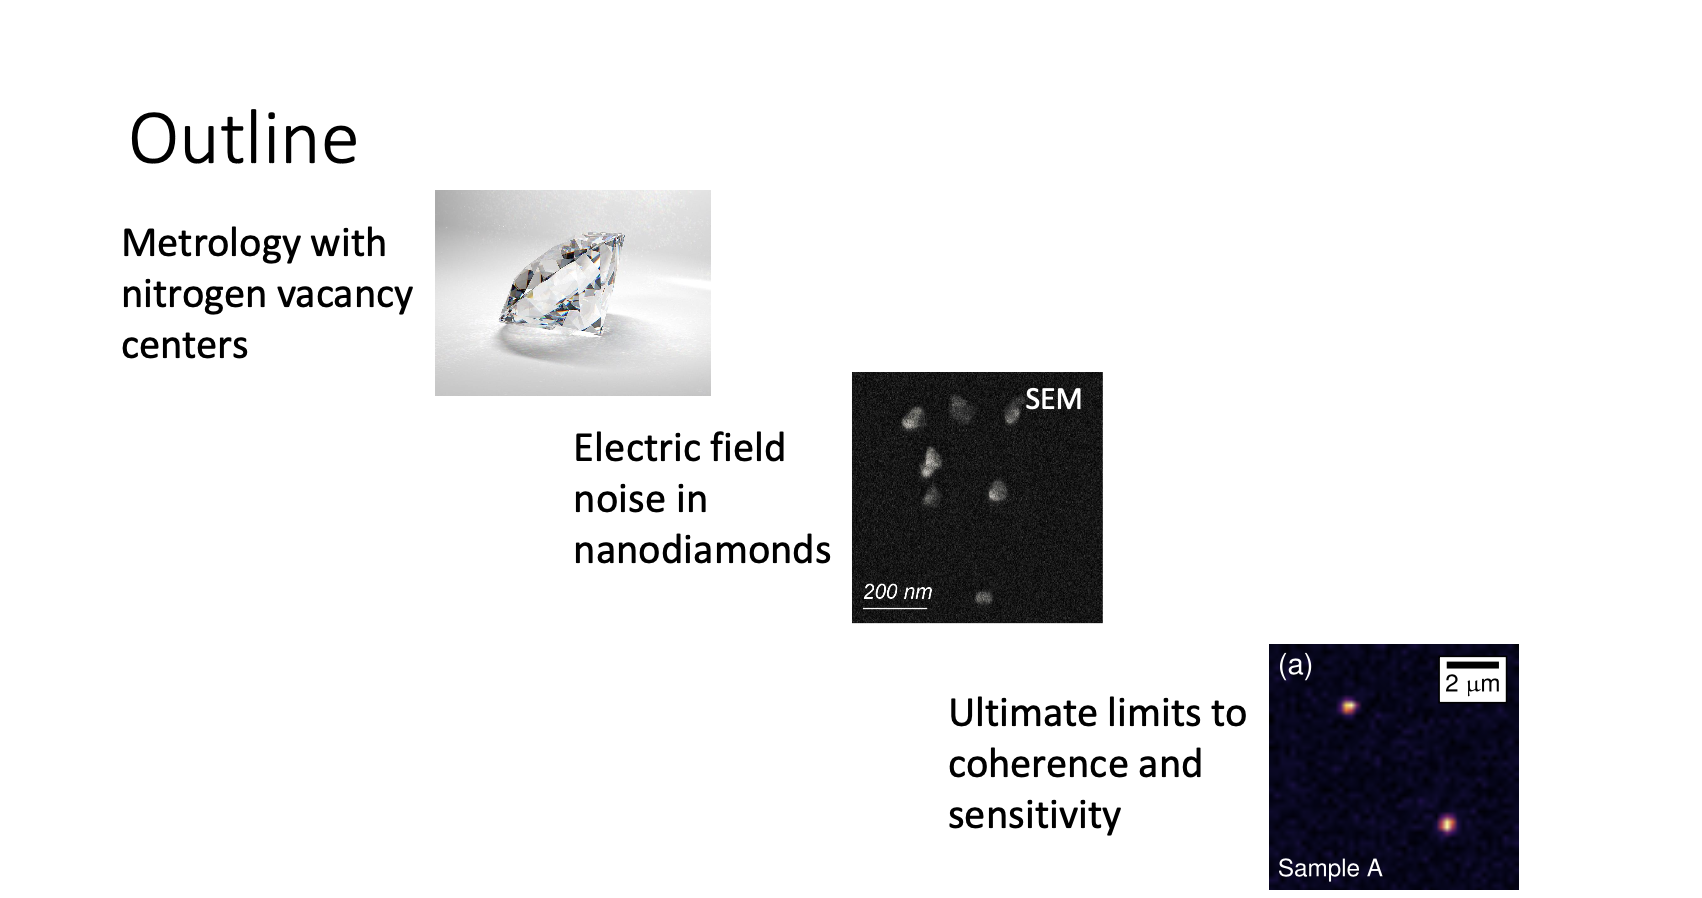 Outline
Metrology with
nitrogen vacancy
centers
SEM
Electric field
noise in
nanodiamonds
200 nm
(a)
2 μm
Ultimate limits to
coherence and
sensitivity
Sample A